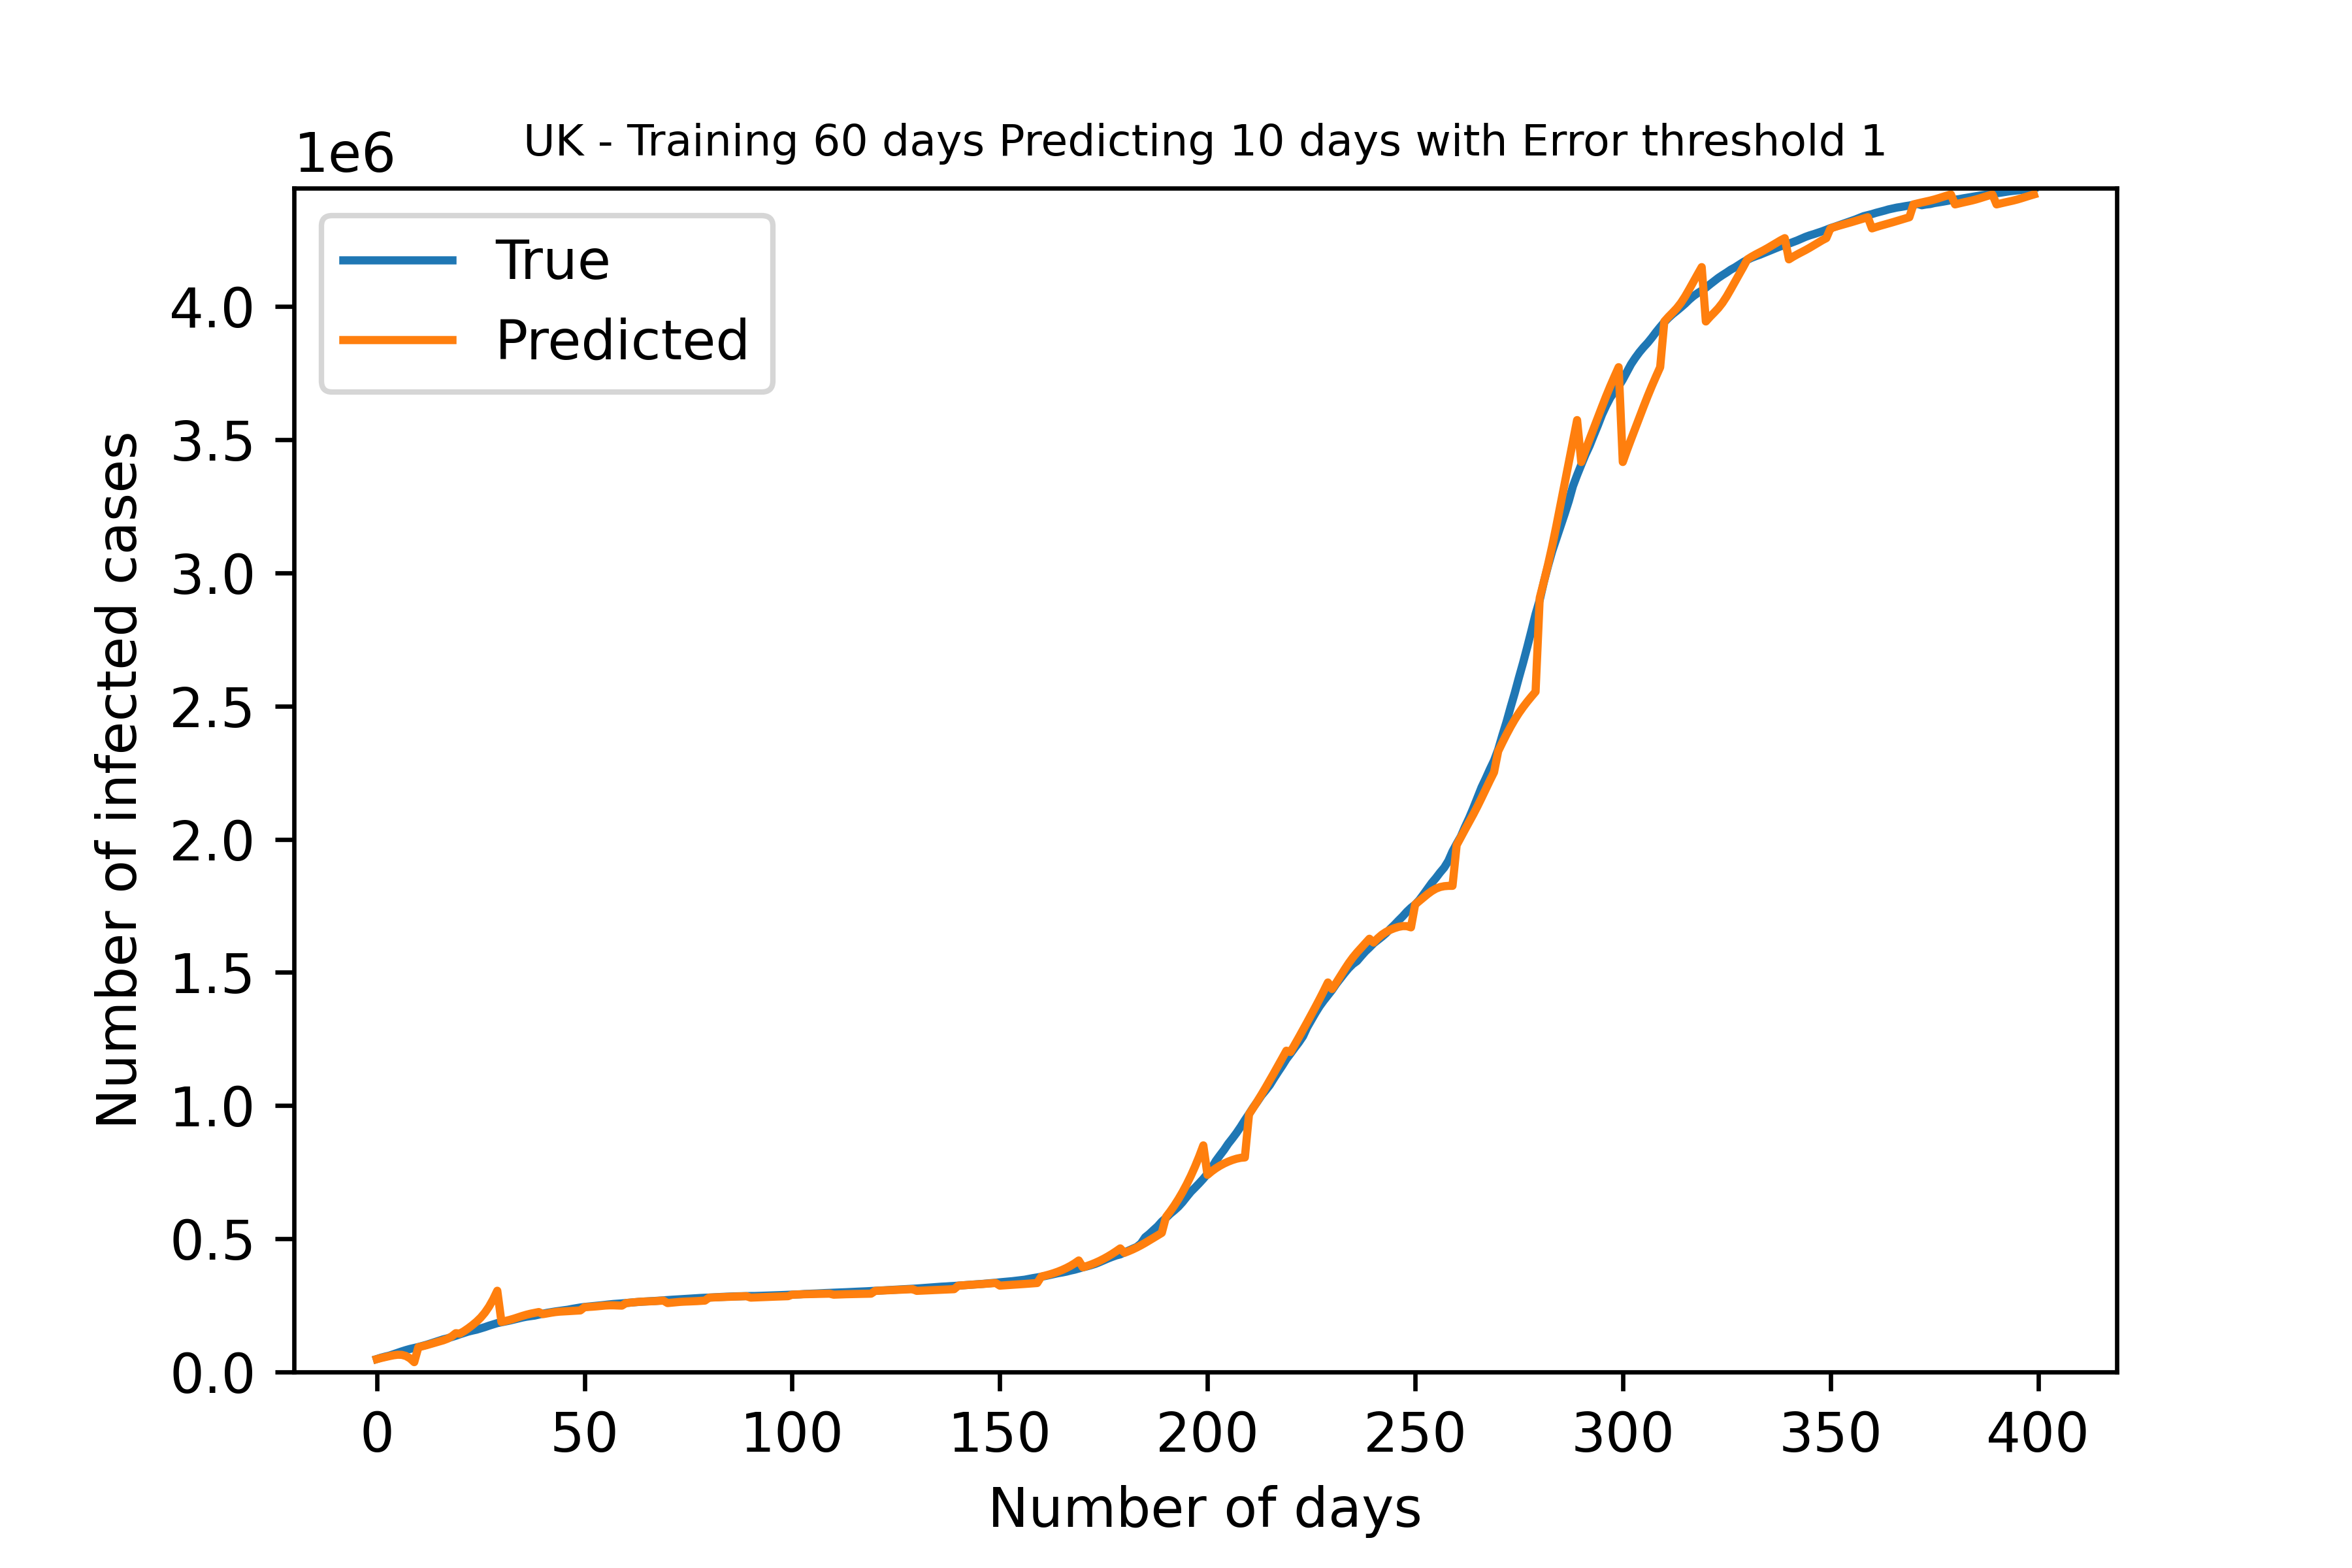 UK - Training 60 days Predicting 10 days with Error threshold 1
1e6
True
Predicted
4.0
3.5
3.0
2.5
2.0
1.5
1.0
0.5
0.0
Number of infected cases
0 50 100 150 200 250 300 350 400
Number of days